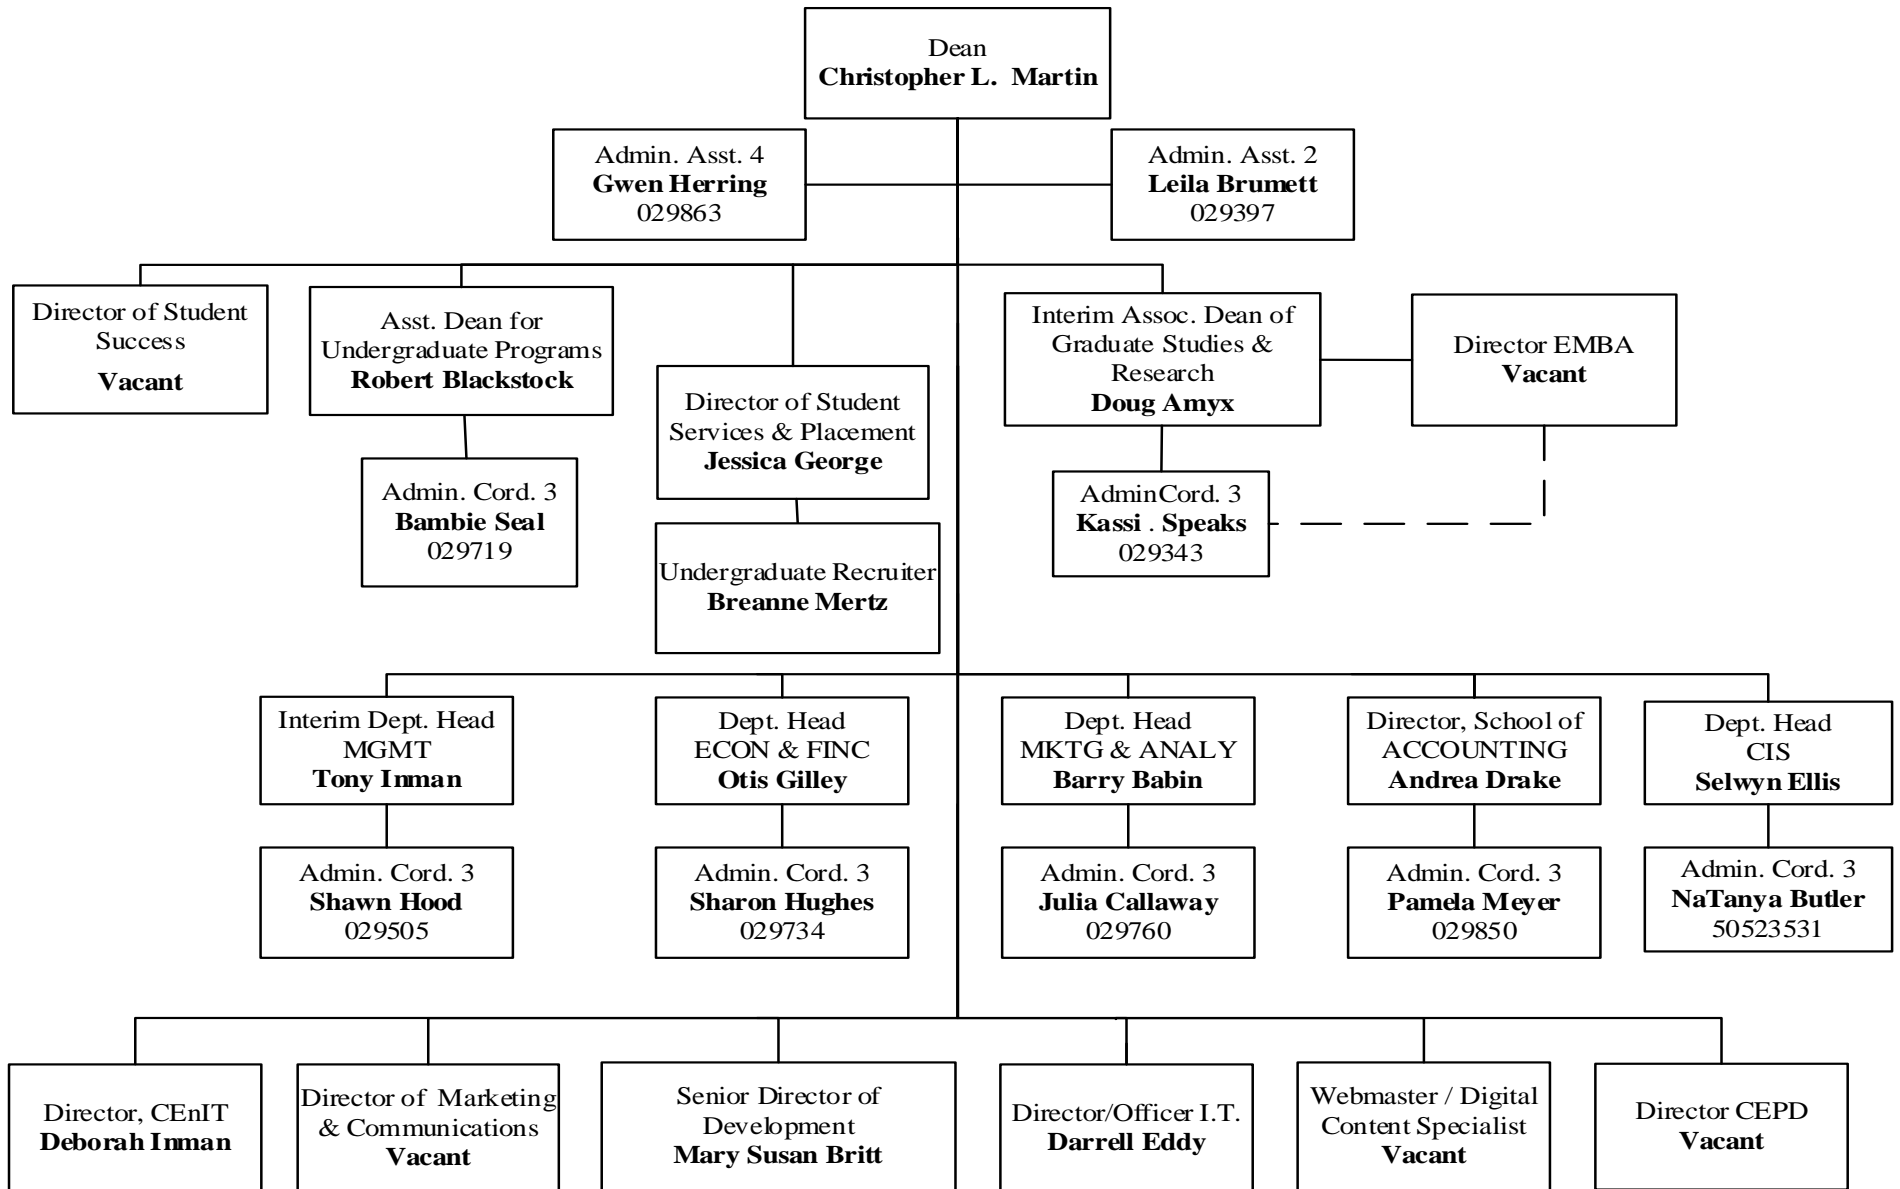 Dean
Christopher L. Martin
Admin. Asst. 4
Gwen Herring
029863
Admin. Asst. 2
Leila Brumett
029397
Director of Student
Success
Vacant
Asst. Dean for
Undergraduate Programs
Robert Blackstock
Director of Student
Services & Placement
Jessica George
Interim Assoc. Dean of
Graduate Studies &
Research
Doug Amyx
Director EMBA
Vacant
Admin. Cord. 3
Bambie Seal
029719
Undergraduate Recruiter
Breanne Mertz
AdminCord. 3
Kassi . Speaks
029343
Interim Dept. Head
MGMT
Tony Inman
Dept. Head
ECON & FINC
Otis Gilley
Dept. Head
MKTG & ANALY
Barry Babin
Director, School of
ACCOUNTING
Andrea Drake
Dept. Head
CIS
Selwyn Ellis
Admin. Cord. 3
Shawn Hood
029505
Admin. Cord. 3
Sharon Hughes
029734
Admin. Cord. 3
Julia Callaway
029760
Admin. Cord. 3
Pamela Meyer
029850
Admin. Cord. 3
NaTanya Butler
50523531
Director, CEnIT
Deborah Inman
Director of Marketing
& Communications
Vacant
Senior Director of
Development
Mary Susan Britt
Director/Officer I.T.
Darrell Eddy
Webmaster / Digital
Content Specialist
Vacant
Director CEPD
Vacant